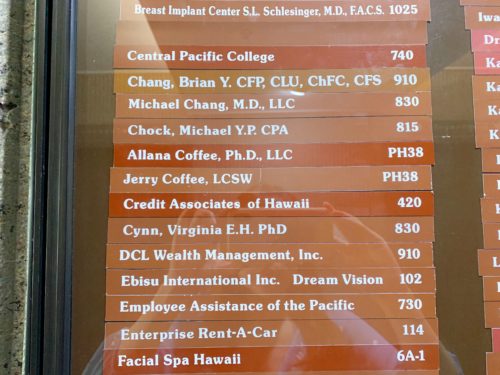 Breast Implant Center S.L. Schlesinger, M.D., F.A.C.S. 1025
Central Pacific College 740
Chang, Brian Y. CFP, CLU, ChFC, CFS 910
Michael Chang, M.D., LLC 830
Chock, Michael Y.P. CPA 815
Allana Coffee, Ph.D., LLC PH38
Jerry Coffee, LCSW PH38
Credit Associates of Hawaii 420
Cynn, Virginia E.H. PhD 830
DCL Wealth Management, Inc. 910
Ebisu International Inc. Dream Vision 102
Employee Assistance of the Pacific 730
Enterprise Rent-A-Car 114
Facial Spa Hawaii 6A-1